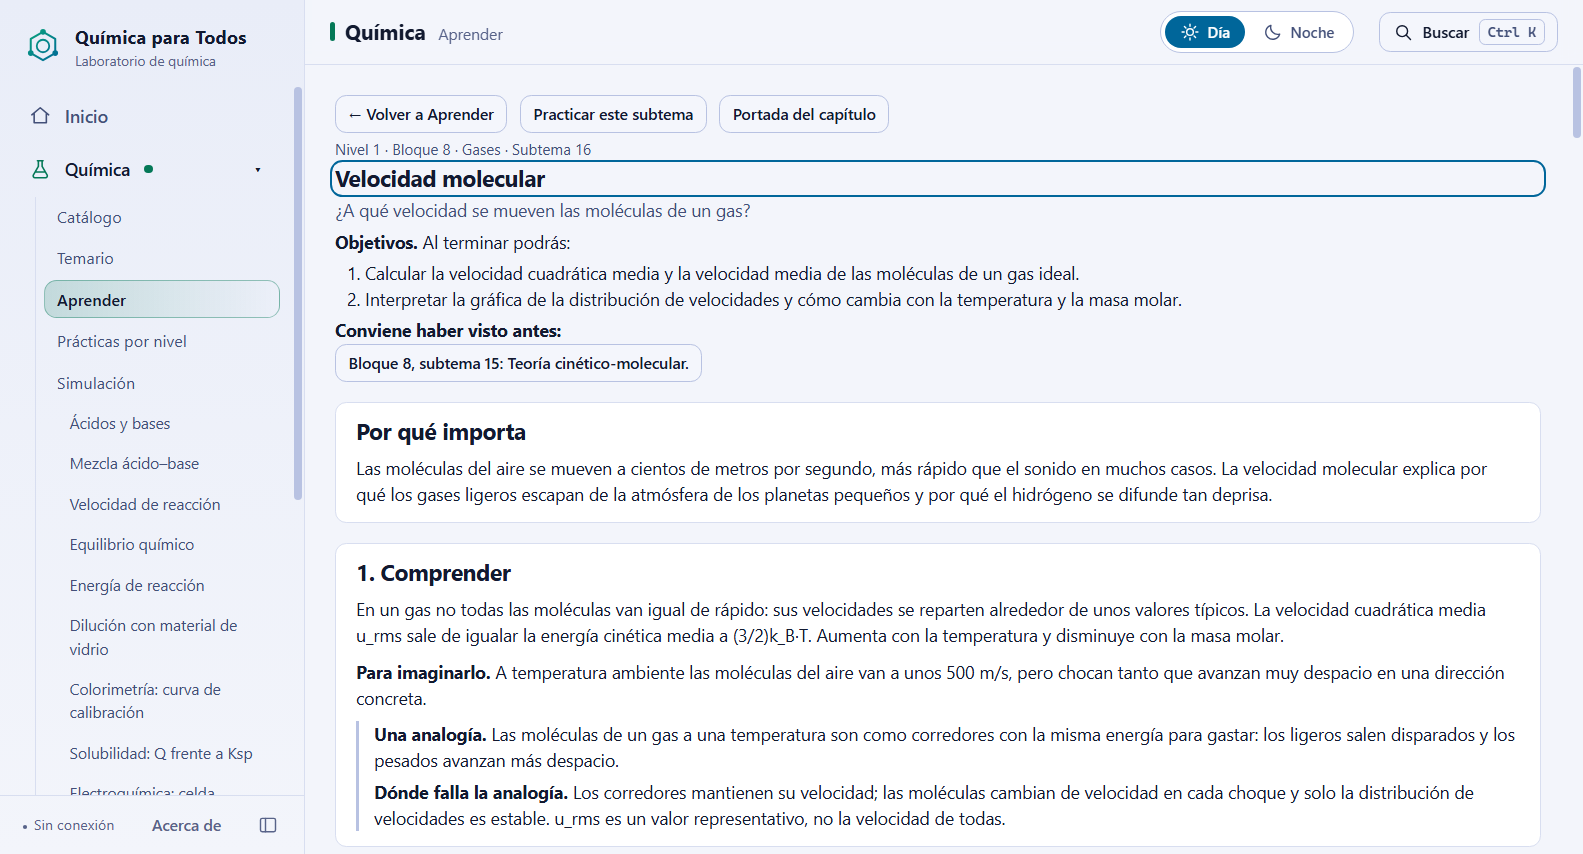 Química para Todos
Laboratorio de química
Inicio
Química
Catálogo
Temario
Aprender
Prácticas por nivel
Simulación
Ácidos y bases
Mezcla ácido–base
Velocidad de reacción
Equilibrio químico
Energía de reacción
Dilución con material de
vidrio
Colorimetría: curva de
calibración
Solubilidad: Q frente a Ksp
Electroquímica: celda
Sin conexión
Acerca de
Química Aprender
Día
Noche
Buscar Ctrl K
← Volver a Aprender
Practicar este subtema
Portada del capítulo
Nivel 1 · Bloque 8 · Gases · Subtema 16
Velocidad molecular
¿A qué velocidad se mueven las moléculas de un gas?
Objetivos. Al terminar podrás:
1. Calcular la velocidad cuadrática media y la velocidad media de las moléculas de un gas ideal.
2. Interpretar la gráfica de la distribución de velocidades y cómo cambia con la temperatura y la masa molar.
Conviene haber visto antes:
Bloque 8, subtema 15: Teoría cinético-molecular.
Por qué importa
Las moléculas del aire se mueven a cientos de metros por segundo, más rápido que el sonido en muchos casos. La velocidad molecular explica por
qué los gases ligeros escapan de la atmósfera de los planetas pequeños y por qué el hidrógeno se difunde tan deprisa.
1. Comprender
En un gas no todas las moléculas van igual de rápido: sus velocidades se reparten alrededor de unos valores típicos. La velocidad cuadrática media
u_rms sale de igualar la energía cinética media a (3/2)k_B·T. Aumenta con la temperatura y disminuye con la masa molar.
Para imaginarlo. A temperatura ambiente las moléculas del aire van a unos 500 m/s, pero chocan tanto que avanzan muy despacio en una dirección
concreta.
Una analogía. Las moléculas de un gas a una temperatura son como corredores con la misma energía para gastar: los ligeros salen disparados y los
pesados avanzan más despacio.
Dónde falla la analogía. Los corredores mantienen su velocidad; las moléculas cambian de velocidad en cada choque y solo la distribución de
velocidades es estable. u_rms es un valor representativo, no la velocidad de todas.